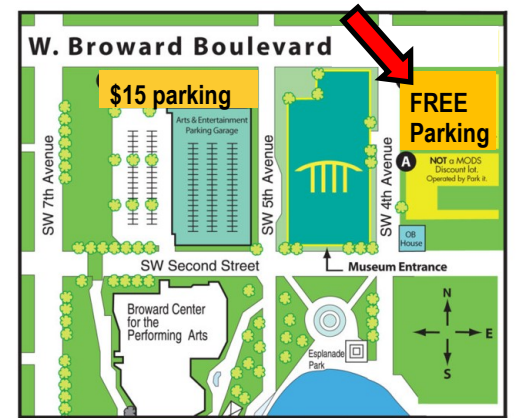 W. Broward Boulevard
$15 parking
FREE
Parking
Arts & Entertainment
Parking Garage
SW 7th Avenue
SW 5th Avenue
SW 4th Avenue
A
NOT a MODS
Discount lot.
Operated by Park it.
OB
House
SW Second Street
Museum Entrance
Broward Center
for the
Performing Arts
Esplanade
Park
N
E
S